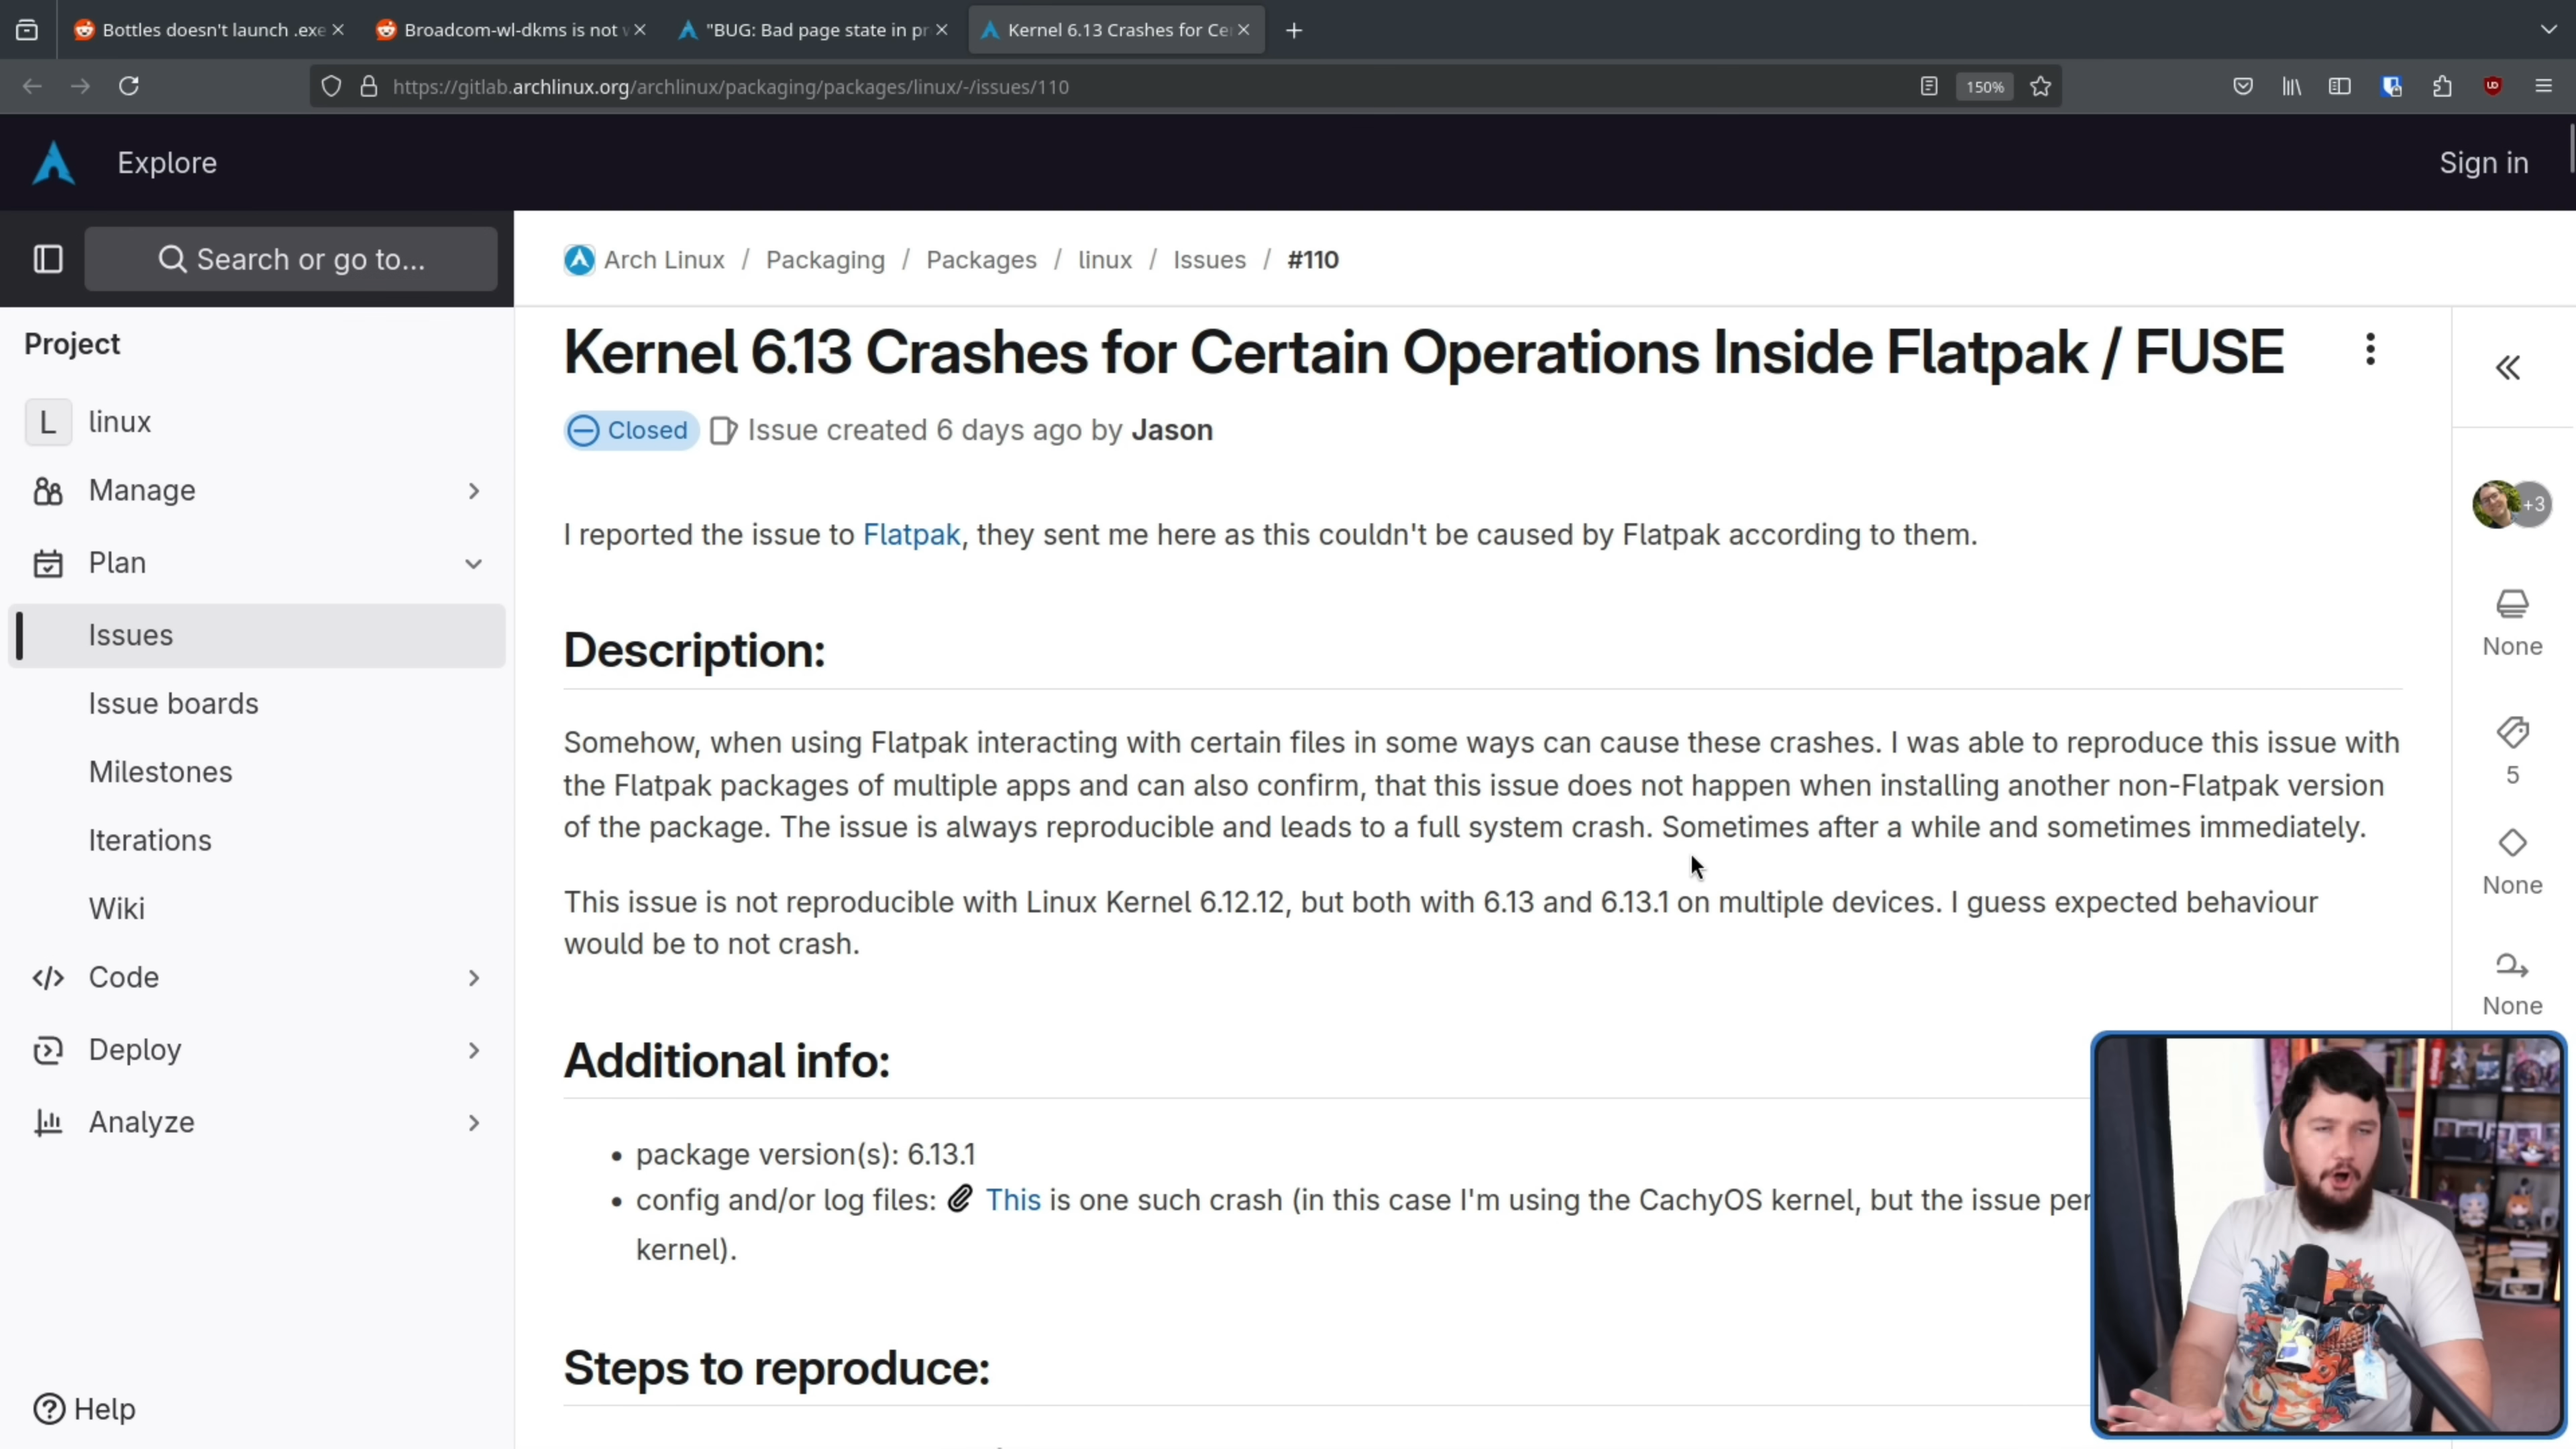 Bottles doesn't launch .exe
Broadcom-wl-dkms is not
"BUG: Bad page state in pr
Kernel 6.13 Crashes for Ce
https://gitlab.archlinux.org/archlinux/packaging/packages/linux/-/issues/110
150%
Explore
Sign in
Search or go to...
Arch Linux / Packaging / Packages / linux / Issues / #110
Project
L linux
Manage
Plan
Issues
Issue boards
Milestones
Iterations
Wiki
Code
Deploy
Analyze
Help
Kernel 6.13 Crashes for Certain Operations Inside Flatpak / FUSE
Closed Issue created 6 days ago by Jason
I reported the issue to Flatpak, they sent me here as this couldn't be caused by Flatpak according to them.
Description:
Somehow, when using Flatpak interacting with certain files in some ways can cause these crashes. I was able to reproduce this issue with
the Flatpak packages of multiple apps and can also confirm, that this issue does not happen when installing another non-Flatpak version
of the package. The issue is always reproducible and leads to a full system crash. Sometimes after a while and sometimes immediately.
This issue is not reproducible with Linux Kernel 6.12.12, but both with 6.13 and 6.13.1 on multiple devices. I guess expected behaviour
would be to not crash.
Additional info:
• package version(s): 6.13.1
• config and/or log files: This is one such crash (in this case I'm using the CachyOS kernel, but the issue per
kernel).
Steps to reproduce:
+3
None
5
None
None